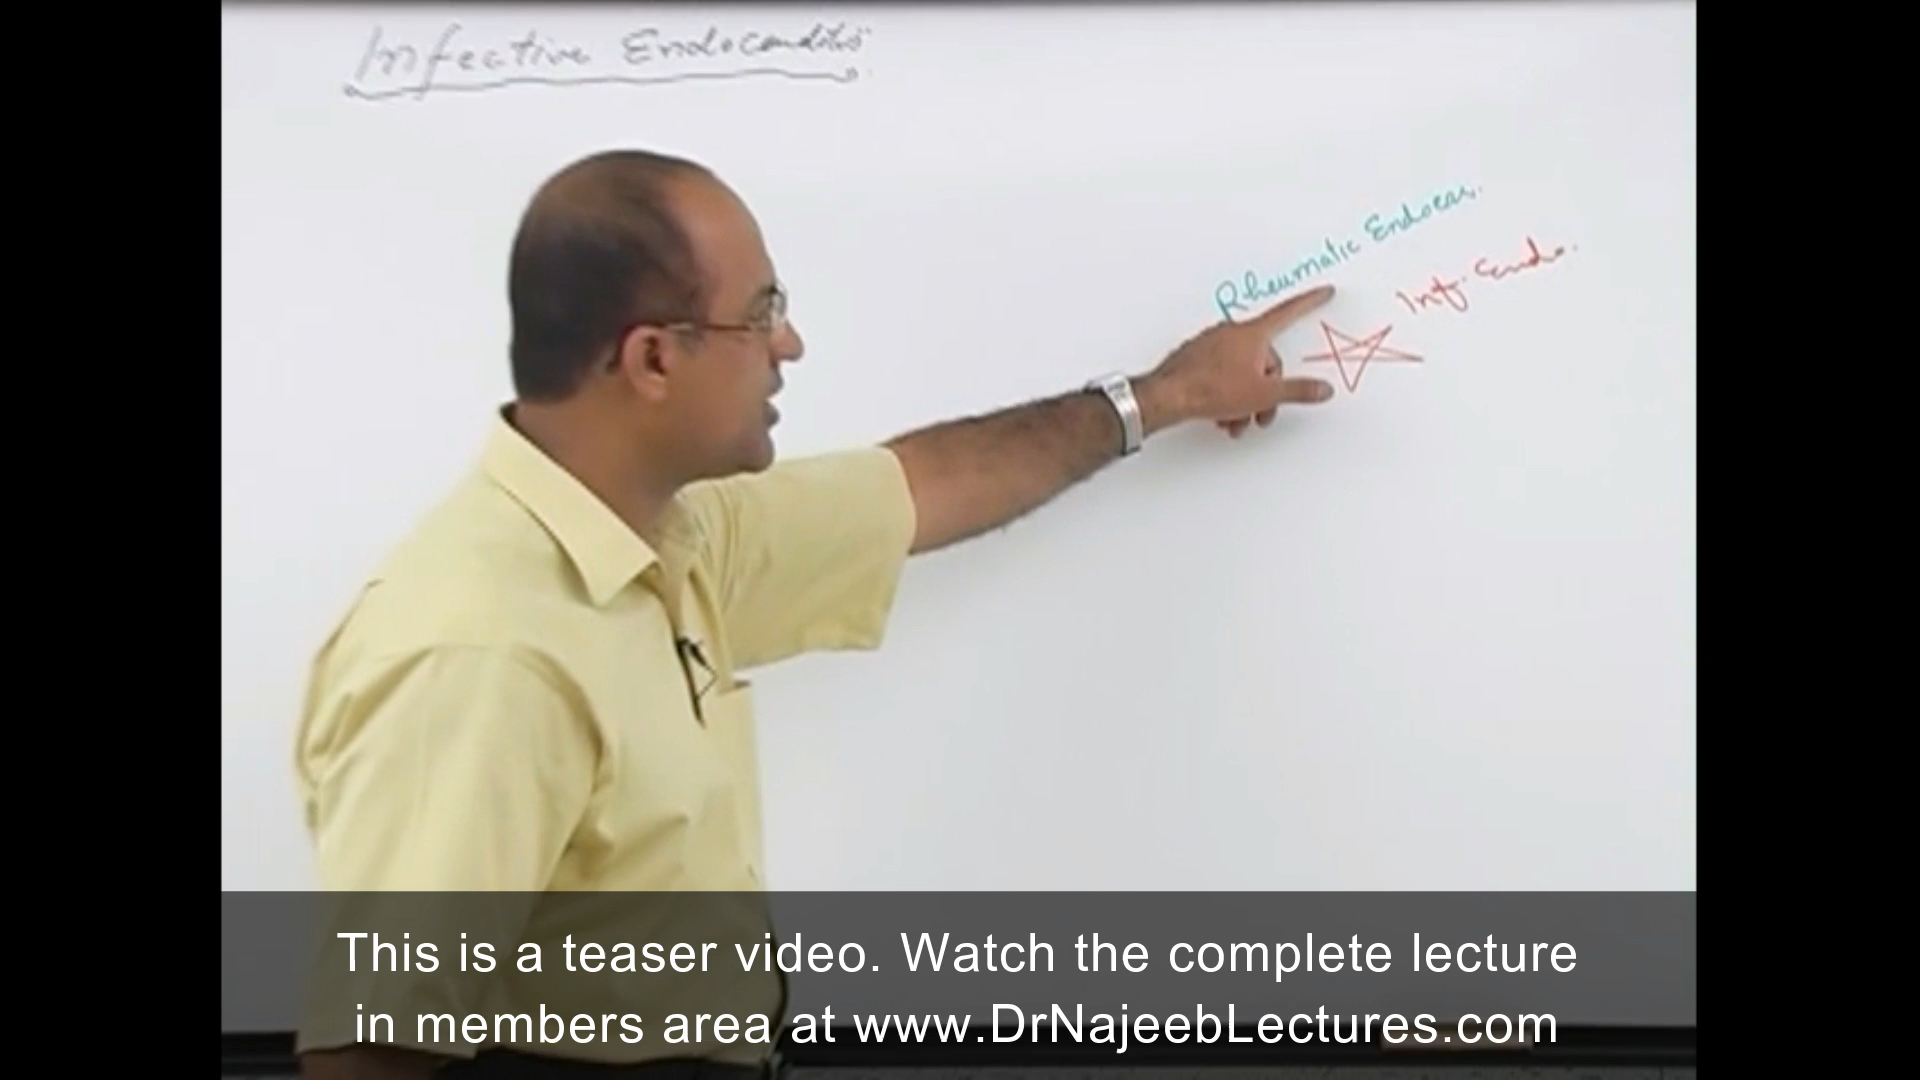 Infective Endocarditis
Rheumatic Endocar.
Inf. Endo.
This is a teaser video. Watch the complete lecture
in members area at www.DrNajeebLectures.com